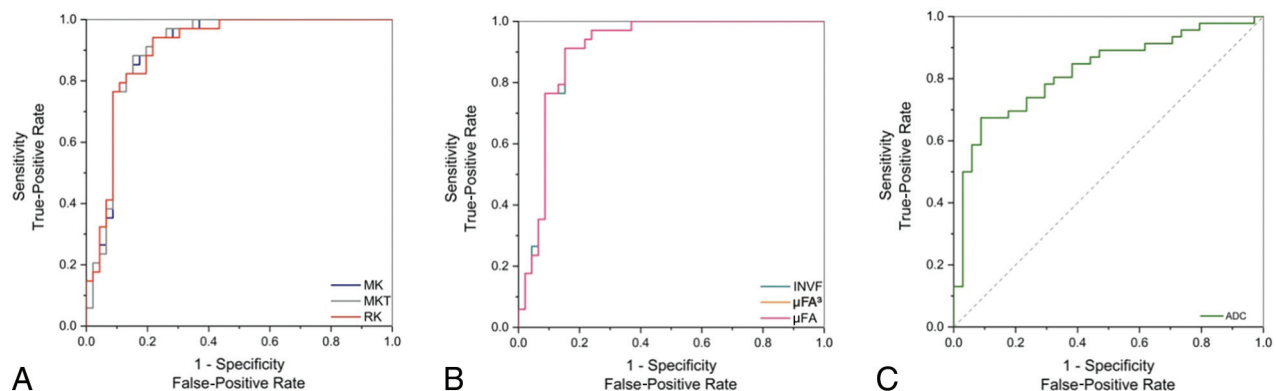 1.0
0.8
0.6
0.4
0.2
0.0
Sensitivity
True-Positive Rate
MK
MKT
RK
0.0 0.2 0.4 0.6 0.8 1.0
1 - Specificity
False-Positive Rate
A
1.0
0.8
0.6
0.4
0.2
0.0
Sensitivity
True-Positive Rate
INVF
μFA³
μFA
0.0 0.2 0.4 0.6 0.8 1.0
1 - Specificity
False-Positive Rate
B
1.0
0.8
0.6
0.4
0.2
0.0
Sensitivity
True-Positive Rate
ADC
0.0 0.2 0.4 0.6 0.8 1.0
1 - Specificity
False-Positive Rate
C